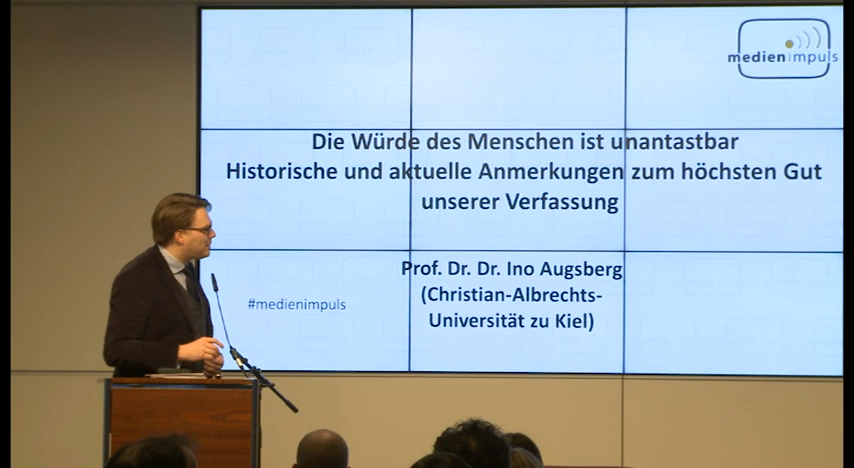 medienimpuls
Die Würde des Menschen ist unantastbar
Historische und aktuelle Anmerkungen zum höchsten Gut
unserer Verfassung
Prof. Dr. Dr. Ino Augsberg
(Christian-Albrechts-
Universität zu Kiel)
#medienimpuls